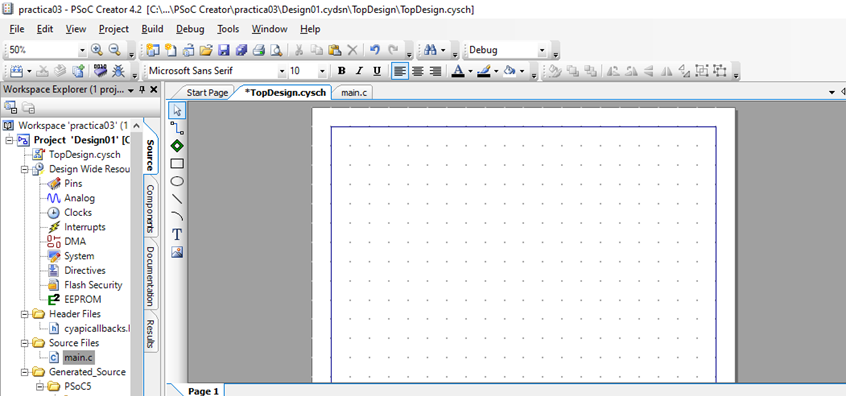 practica03 - PSoC Creator 4.2 [C:\...\PSoC Creator\practica03\Design01.cydsn\TopDesign\TopDesign.cysch]
File Edit View Project Build Debug Tools Window Help
50% Debug
Microsoft Sans Serif 10 B I U A
Workspace Explorer (1 proj...
Start Page *TopDesign.cysch main.c
Workspace 'practica03' (1
Project 'Design01' [C
TopDesign.cysch
Design Wide Resou
Pins
Analog
Clocks
Interrupts
DMA
System
Directives
Flash Security
EEPROM
Header Files
cyapicallbacks.h
Source Files
main.c
Generated_Source
PSoC5
Source
Components
Documentation
Results
T
Page 1